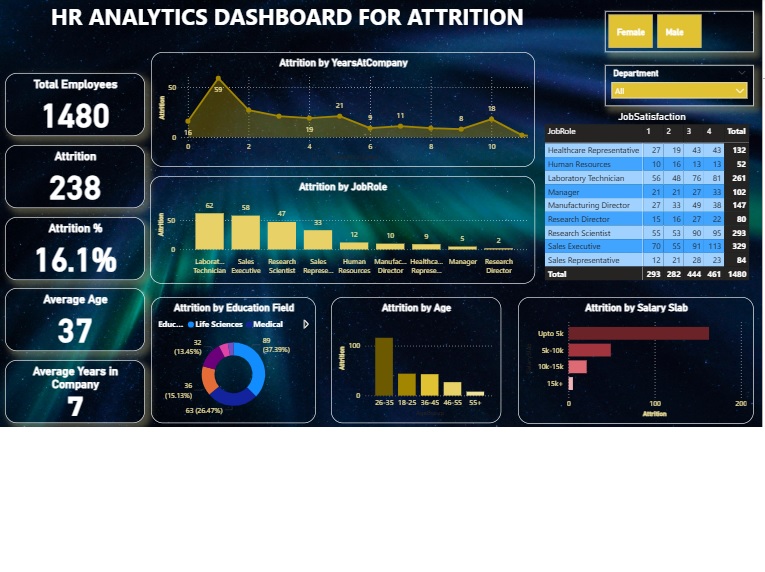 HR ANALYTICS DASHBOARD FOR ATTRITION
Female Male
Department
All
Total Employees
1480
Attrition
238
Attrition %
16.1%
Average Age
37
Average Years in
Company
7
Attrition by YearsAtCompany
Attrition
50
0
16 59 19 21 9 11 8 18
0 2 4 6 8 10
Attrition by JobRole
Attrition
50
0
62 58 47 33 12 10 9 5 2
Laborat... Sales Research Sales Human Manufac... Healthca... Manager Research
Technician Executive Scientist Represe... Resources Director Represe... Director
JobSatisfaction
JobRole 1 2 3 4 Total
Healthcare Representative 27 19 43 43 132
Human Resources 10 16 13 13 52
Laboratory Technician 56 48 76 81 261
Manager 21 21 27 33 102
Manufacturing Director 27 33 49 38 147
Research Director 15 16 27 22 80
Research Scientist 55 53 90 95 293
Sales Executive 70 55 91 113 329
Sales Representative 12 21 28 23 84
Total 293 282 444 461 1480
Attrition by Education Field
Educ... Life Sciences Medical
32
(13.45%)
89
(37.39%)
36
(15.13%)
63 (26.47%)
Attrition by Age
Attrition
100
0
26-35 18-25 36-45 46-55 55+
Attrition by Salary Slab
Upto 5k
5k-10k
10k-15k
15k+
0 100 200
Attrition